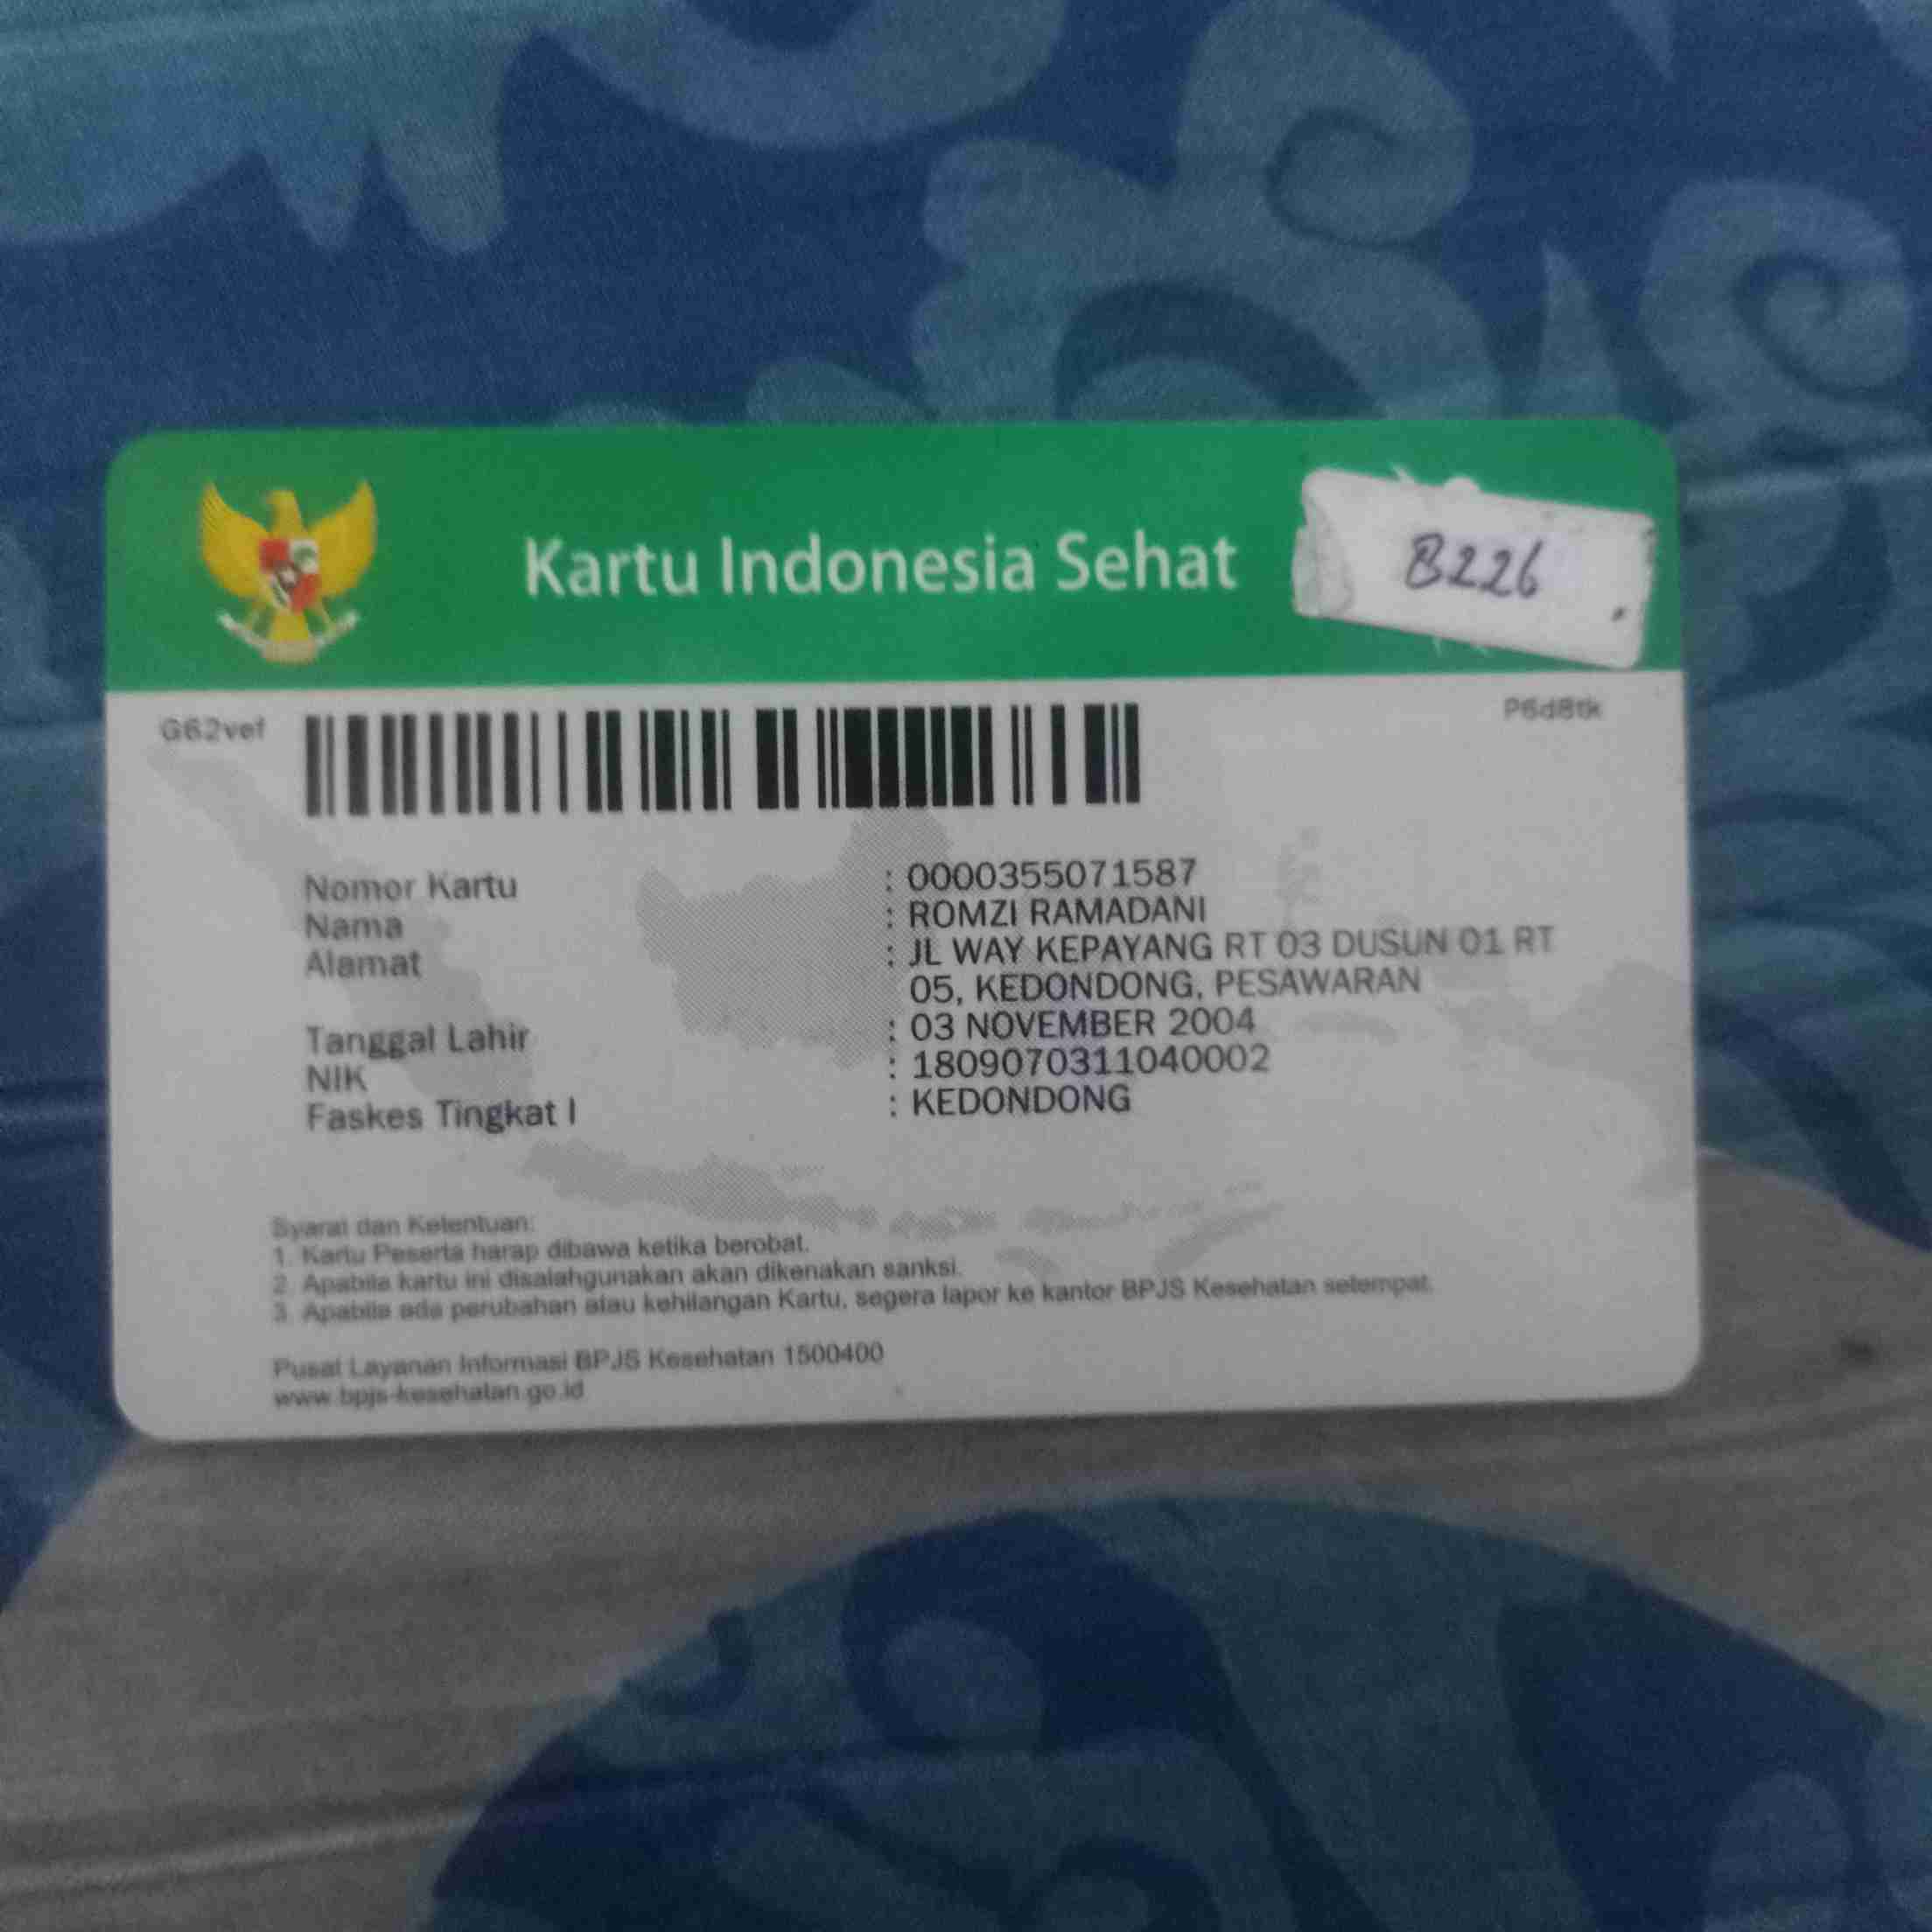 Kartu Indonesia Sehat
B226
G62vef
P6d8tk
Nomor Kartu : 0000355071587
Nama : ROMZI RAMADANI
Alamat : JL WAY KEPAYANG RT 03 DUSUN 01 RT
05, KEDONDONG, PESAWARAN
Tanggal Lahir : 03 NOVEMBER 2004
NIK : 1809070311040002
Faskes Tingkat I : KEDONDONG
Syarat dan Ketentuan:
1. Kartu Peserta harap dibawa ketika berobat.
2. Apabila kartu ini disalahgunakan akan dikenakan sanksi.
3. Apabila ada perubahan atau kehilangan Kartu, segera lapor ke kantor BPJS Kesehatan setempat.
Pusat Layanan Informasi BPJS Kesehatan 1500400
www.bpjs-kesehatan.go.id